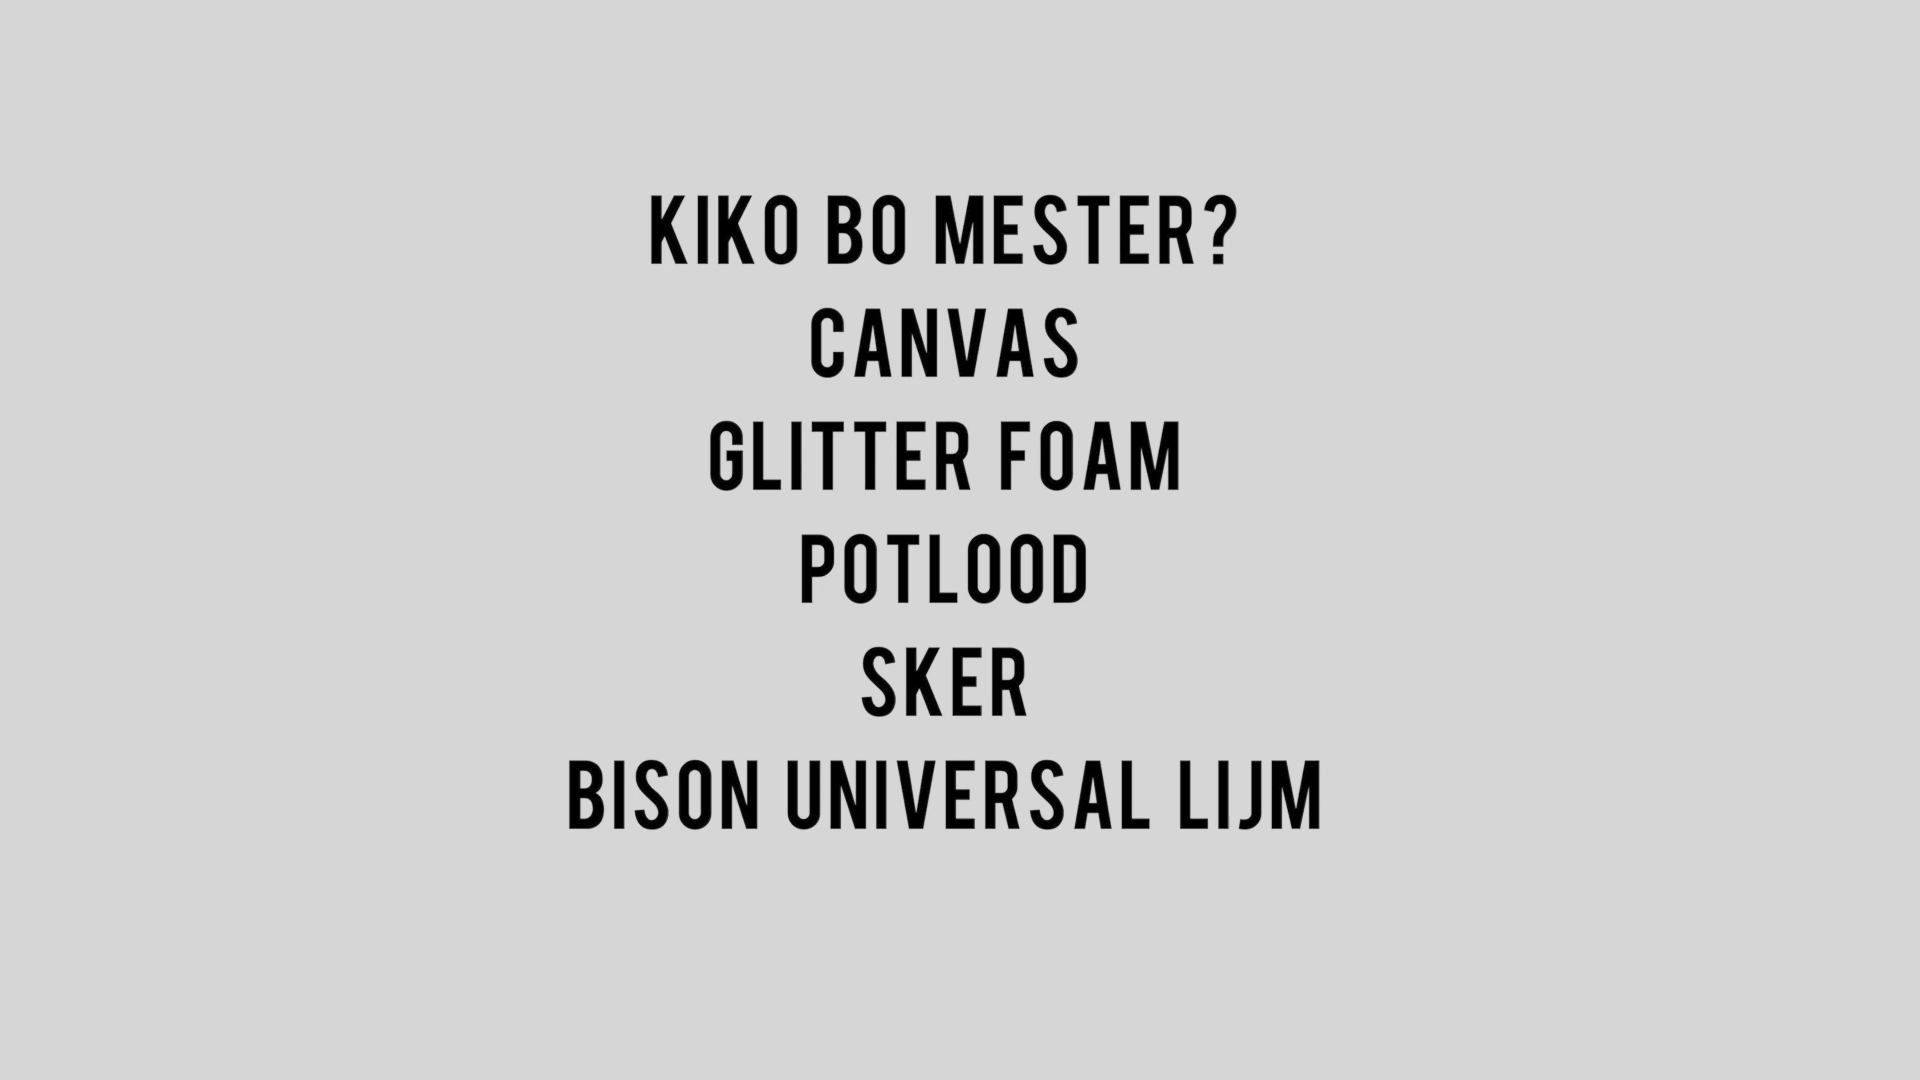 KIKO BO MESTER?
CANVAS
GLITTER FOAM
POTLOOD
SKER
BISON UNIVERSAL LIJM